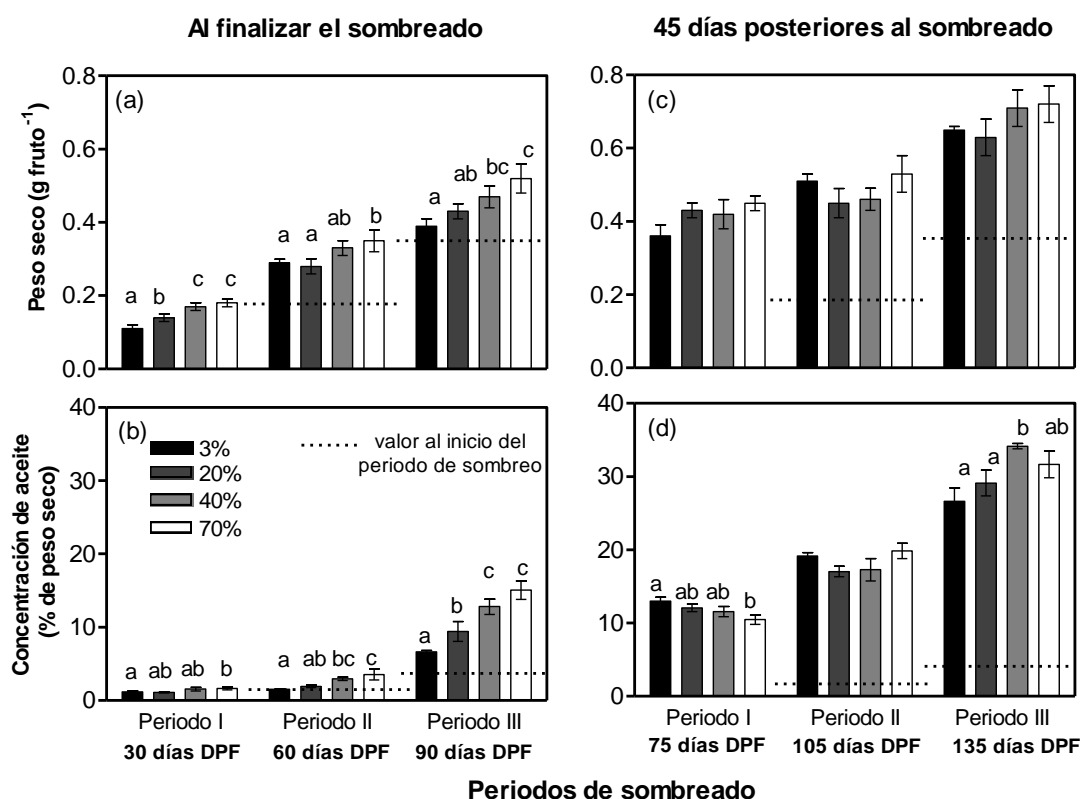 Al finalizar el sombreado
45 días posteriores al sombreado
Peso seco (g fruto-1)
0.8
0.6
0.4
0.2
0.0
(a)
a b c c
a a ab b
a ab bc c
0.8
0.6
0.4
0.2
0.0
(c)
Concentración de aceite
(% de peso seco)
40
30
20
10
0
(b)
3%
20%
40%
70%
valor al inicio del
periodo de sombreo
a ab ab b
a ab bc c
a b c c
40
30
20
10
0
(d)
a ab ab b
a a b ab
Periodo I Periodo II Periodo III
30 días DPF 60 días DPF 90 días DPF
Periodo I Periodo II Periodo III
75 días DPF 105 días DPF 135 días DPF
Periodos de sombreado